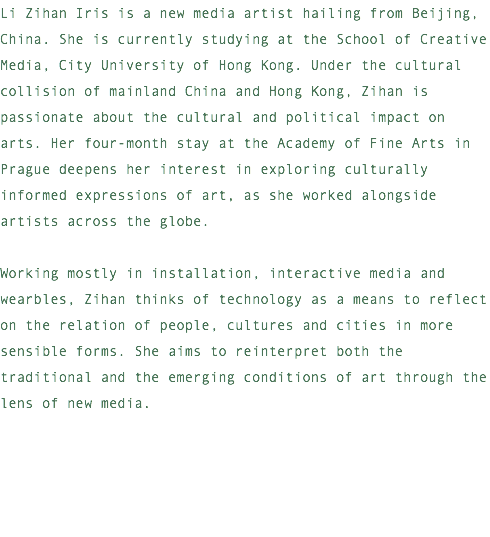 Li Zihan Iris is a new media artist hailing from Beijing,
China. She is currently studying at the School of Creative
Media, City University of Hong Kong. Under the cultural
collision of mainland China and Hong Kong, Zihan is
passionate about the cultural and political impact on
arts. Her four-month stay at the Academy of Fine Arts in
Prague deepens her interest in exploring culturally
informed expressions of art, as she worked alongside
artists across the globe.

Working mostly in installation, interactive media and
wearbles, Zihan thinks of technology as a means to reflect
on the relation of people, cultures and cities in more
sensible forms. She aims to reinterpret both the
traditional and the emerging conditions of art through the
lens of new media.